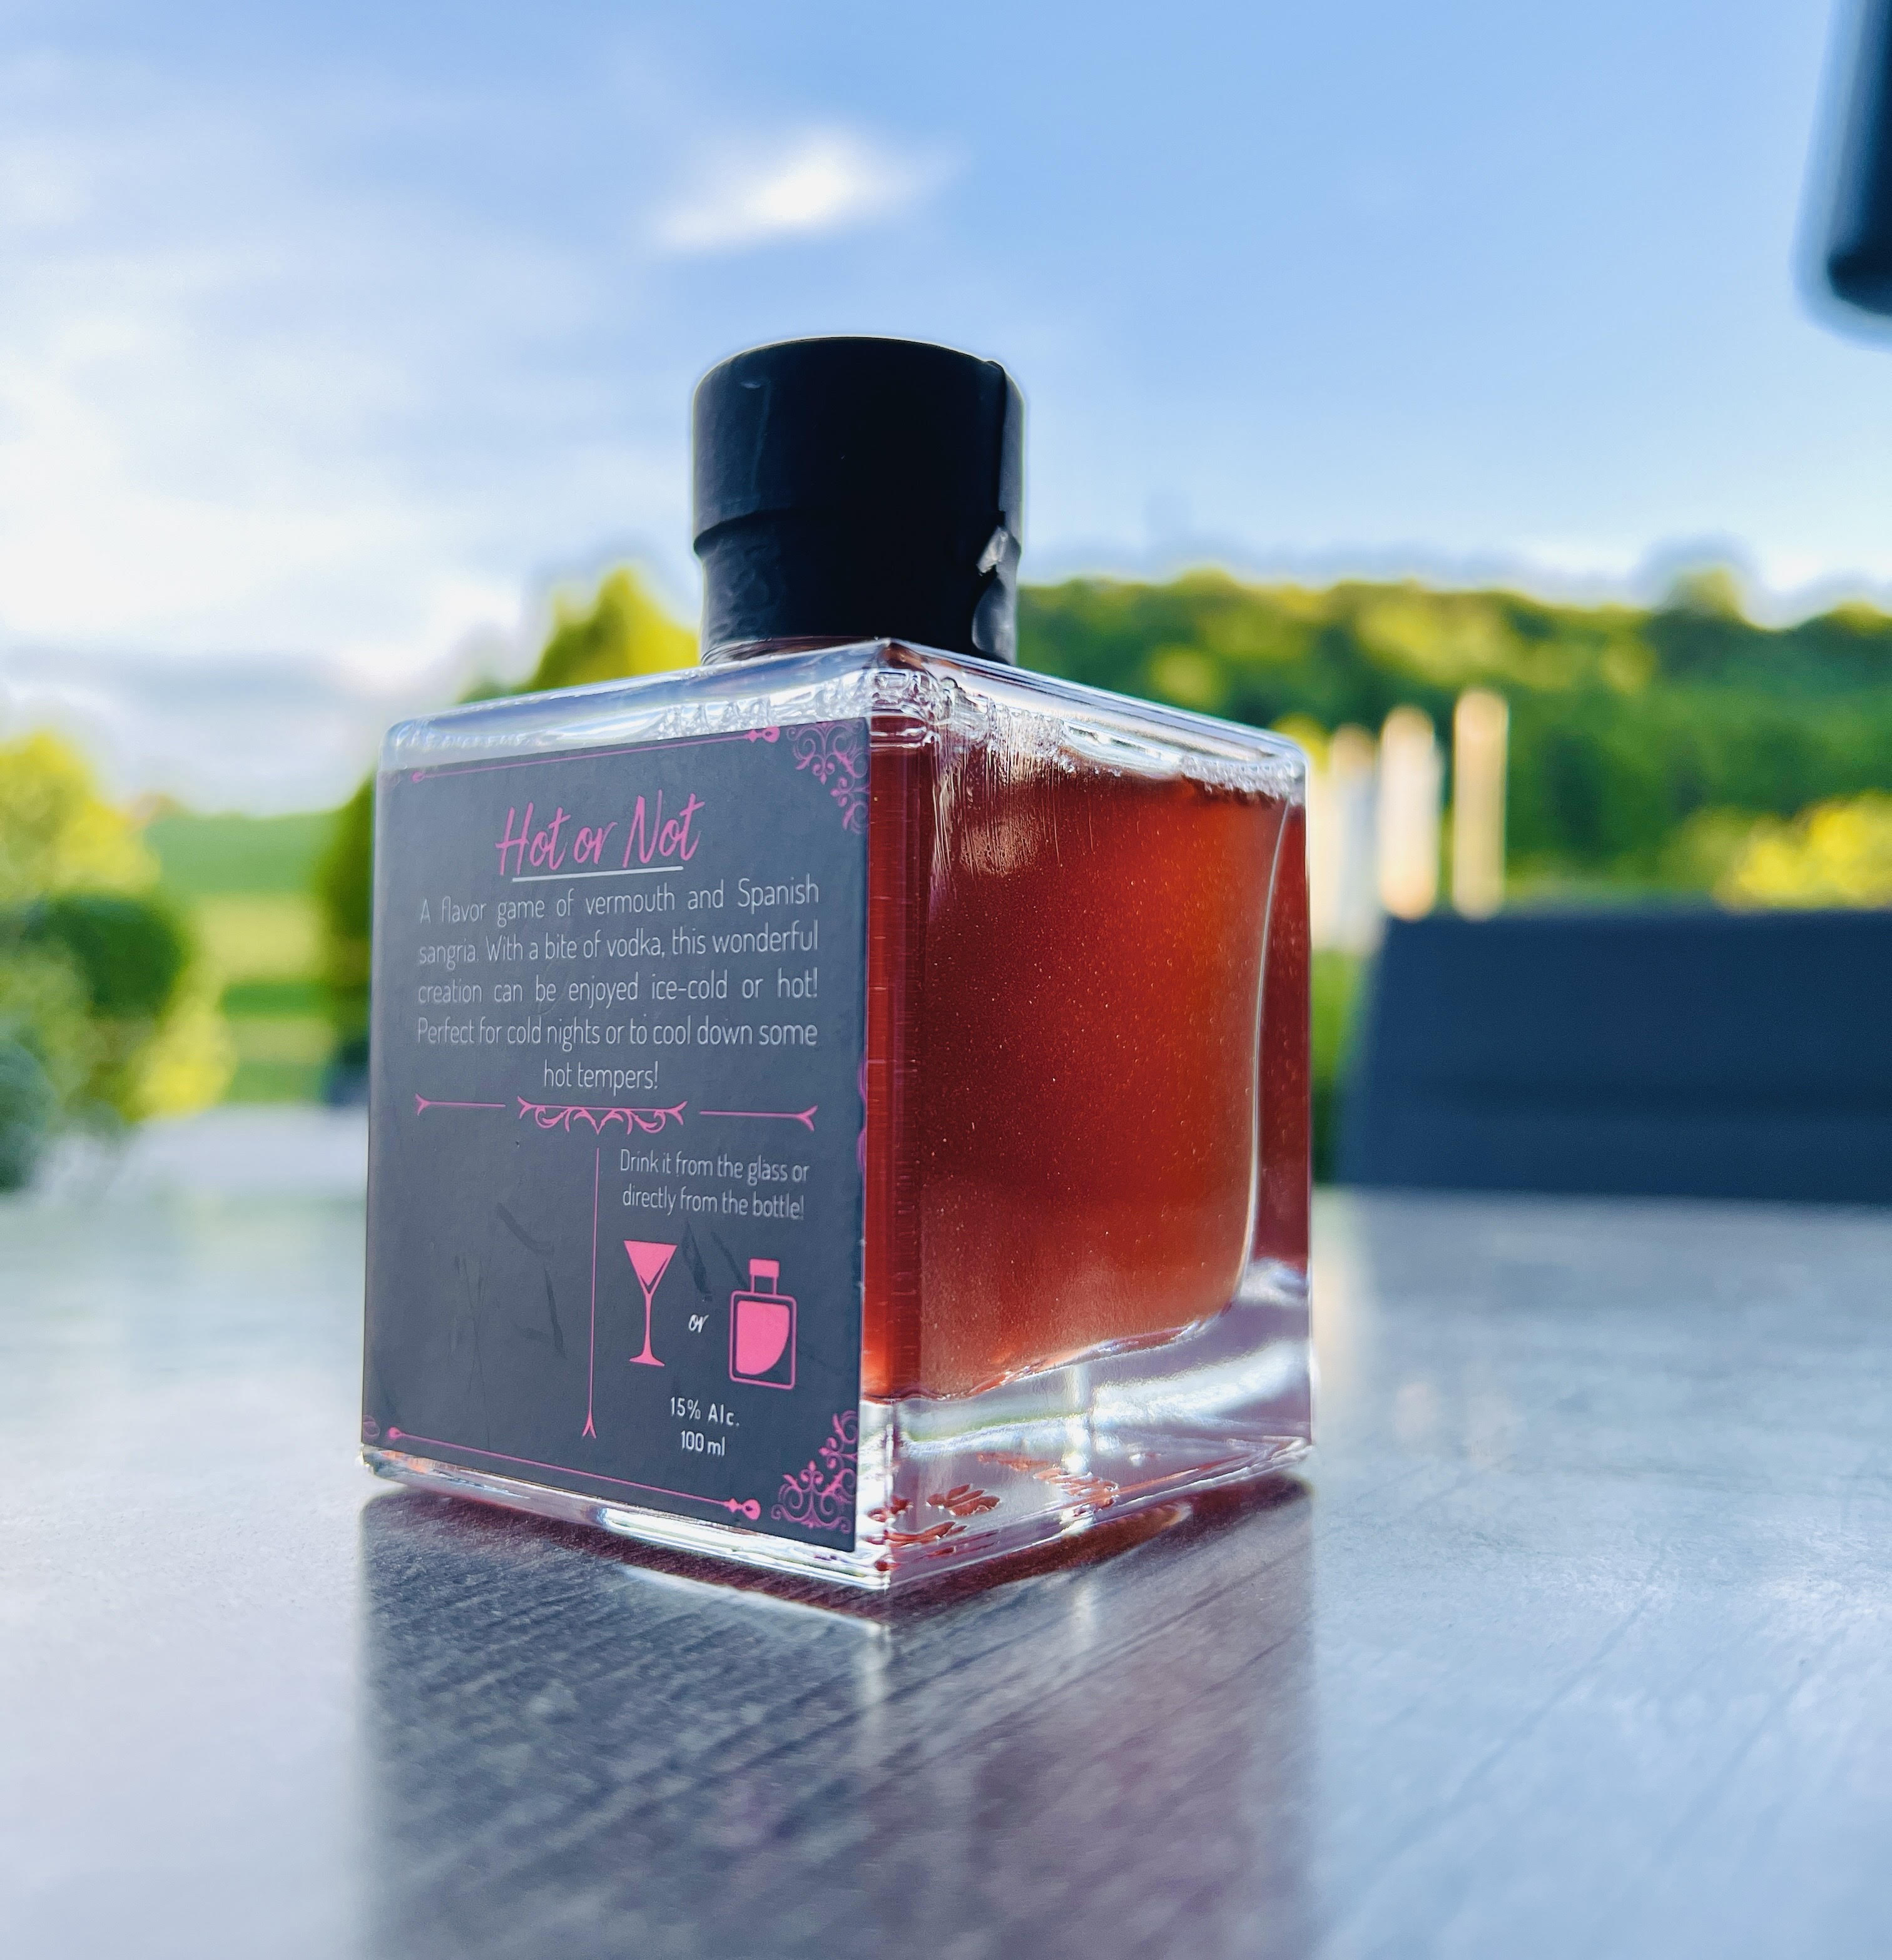 Hot or Not
A flavor game of vermouth and Spanish
sangria. With a bite of vodka, this wonderful
creation can be enjoyed ice-cold or hot!
Perfect for cold nights or to cool down some
hot tempers!
Drink it from the glass or
directly from the bottle!
or
15% Alc.
100 ml